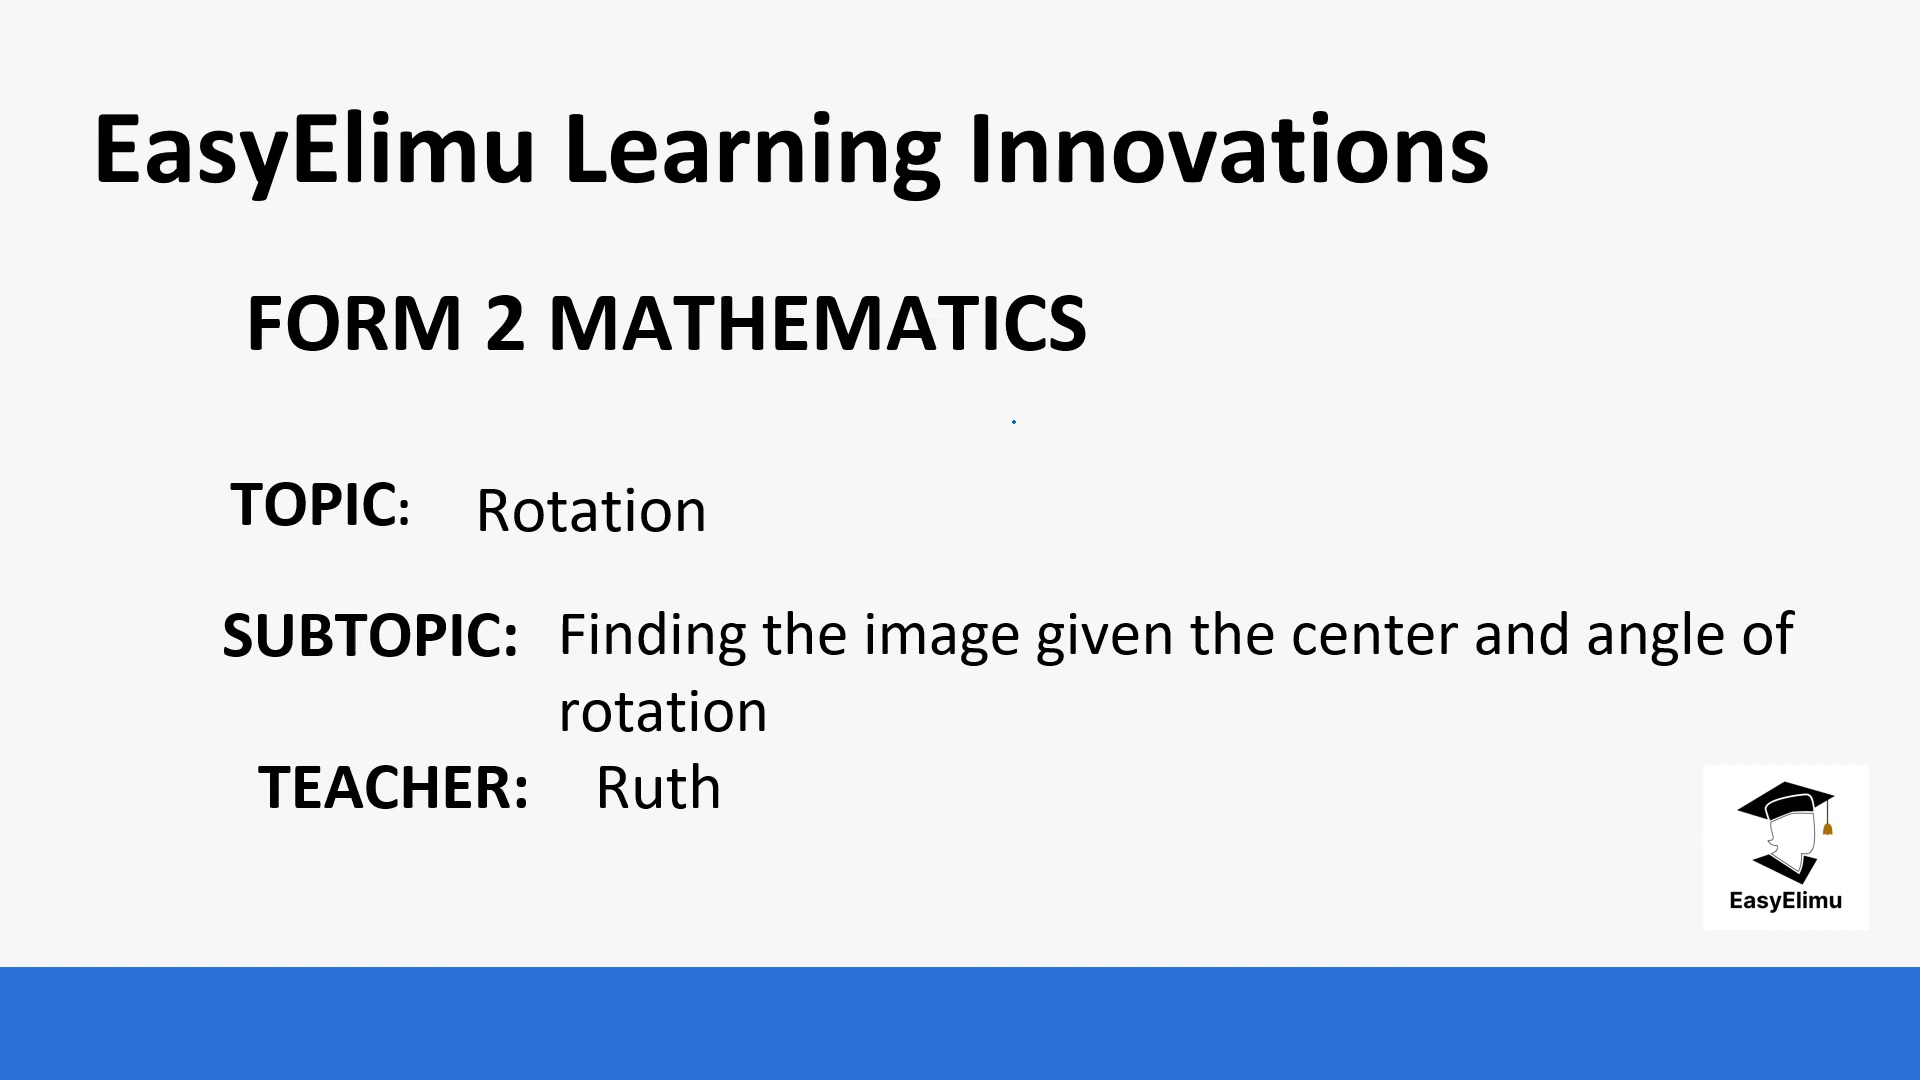 EasyElimu Learning Innovations
FORM 2 MATHEMATICS
TOPIC: Rotation
SUBTOPIC: Finding the image given the center and angle of
rotation
TEACHER: Ruth
EasyElimu